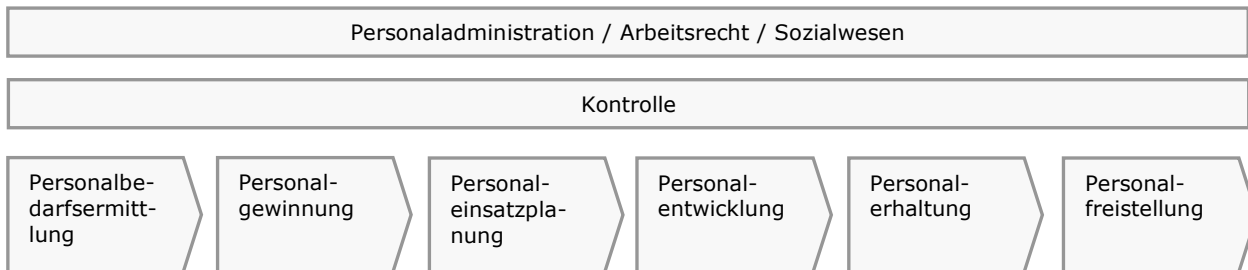 Personaladministration / Arbeitsrecht / Sozialwesen
Kontrolle
Personalbe-
darfsermitt-
lung
Personal-
gewinnung
Personal-
einsatzpla-
nung
Personal-
entwicklung
Personal-
erhaltung
Personal-
freistellung